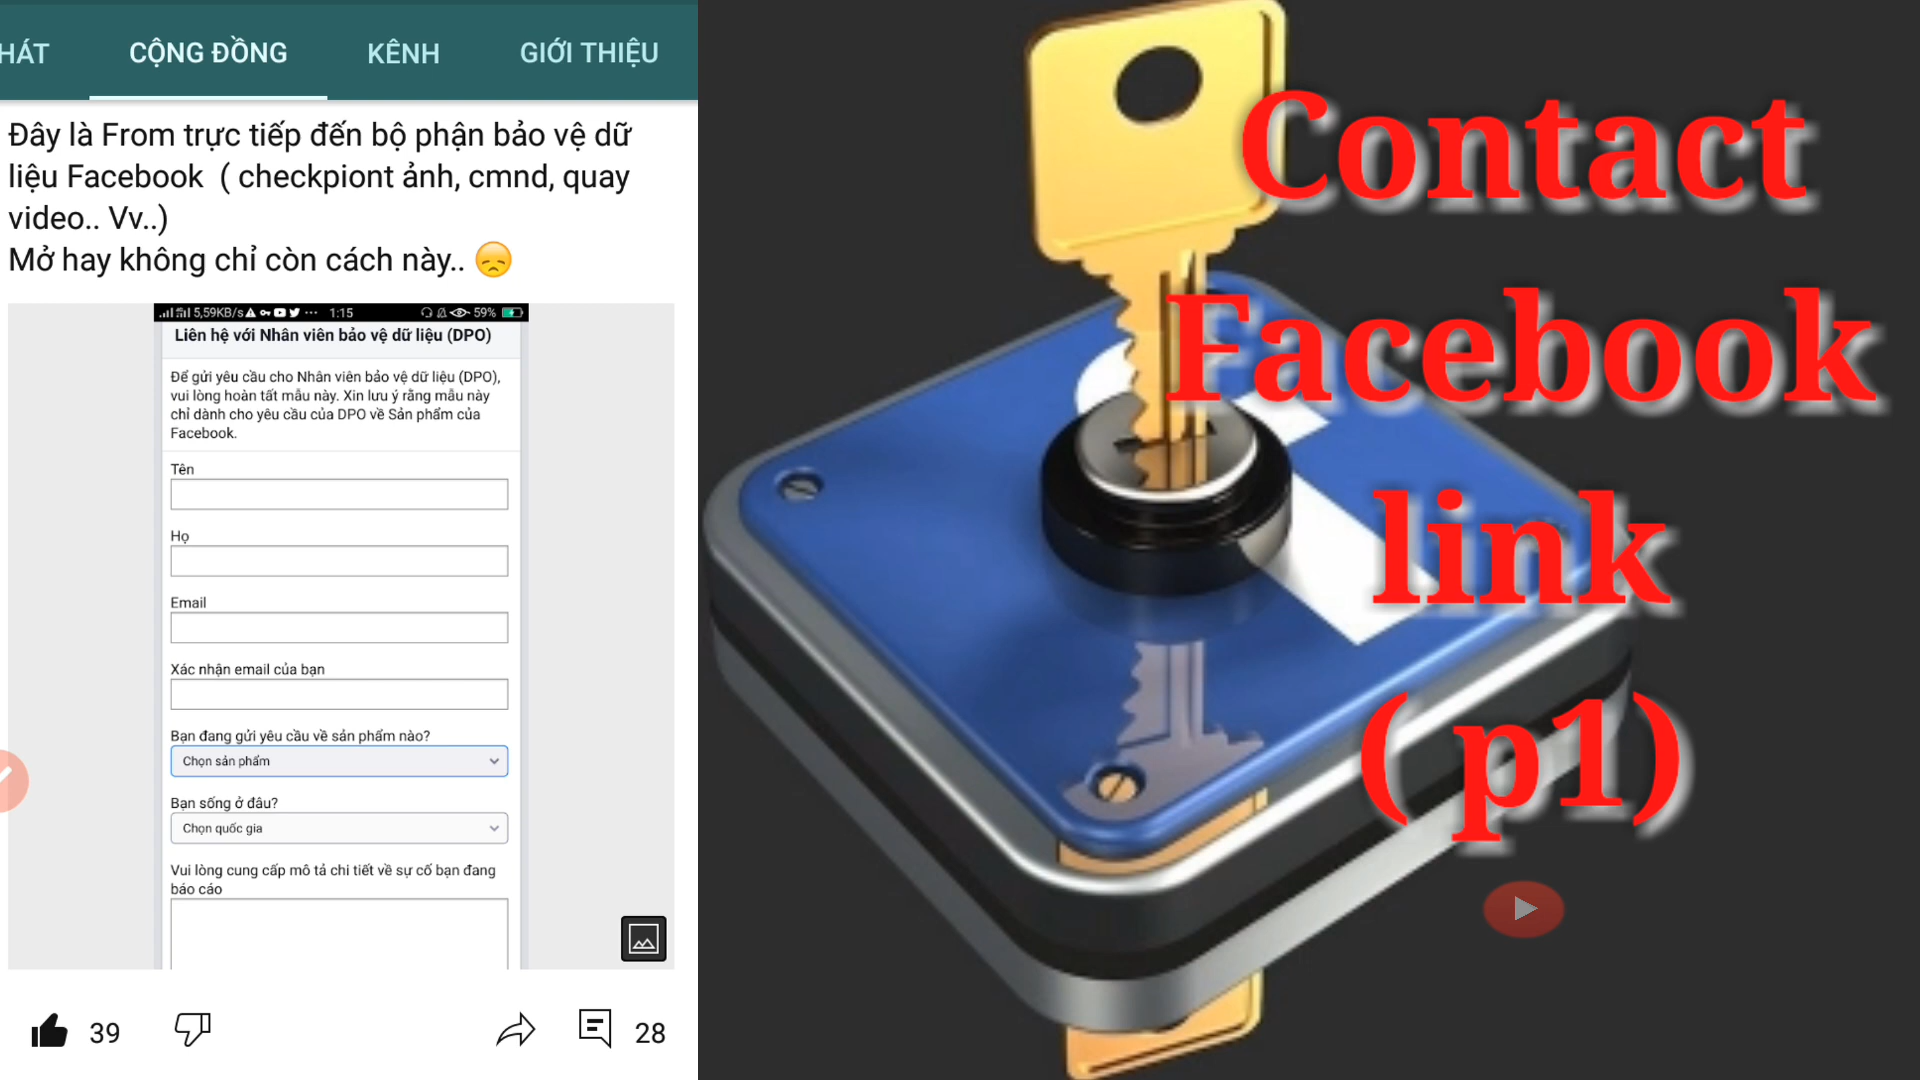 HÁT
CỘNG ĐỒNG
KÊNH
GIỚI THIỆU
Đây là From trực tiếp đến bộ phận bảo vệ dữ
liệu Facebook ( checkpiont ảnh, cmnd, quay
video.. Vv..)
Mở hay không chỉ còn cách này.. 😞
5,59KB/s ··· 1:15 59%
Liên hệ với Nhân viên bảo vệ dữ liệu (DPO)
Để gửi yêu cầu cho Nhân viên bảo vệ dữ liệu (DPO),
vui lòng hoàn tất mẫu này. Xin lưu ý rằng mẫu này
chỉ dành cho yêu cầu của DPO về Sản phẩm của
Facebook.
Tên
Họ
Email
Xác nhận email của bạn
Bạn đang gửi yêu cầu về sản phẩm nào?
Chọn sản phẩm
Bạn sống ở đâu?
Chọn quốc gia
Vui lòng cung cấp mô tả chi tiết về sự cố bạn đang
báo cáo
39
28
Contact
Facebook
link
( p1)